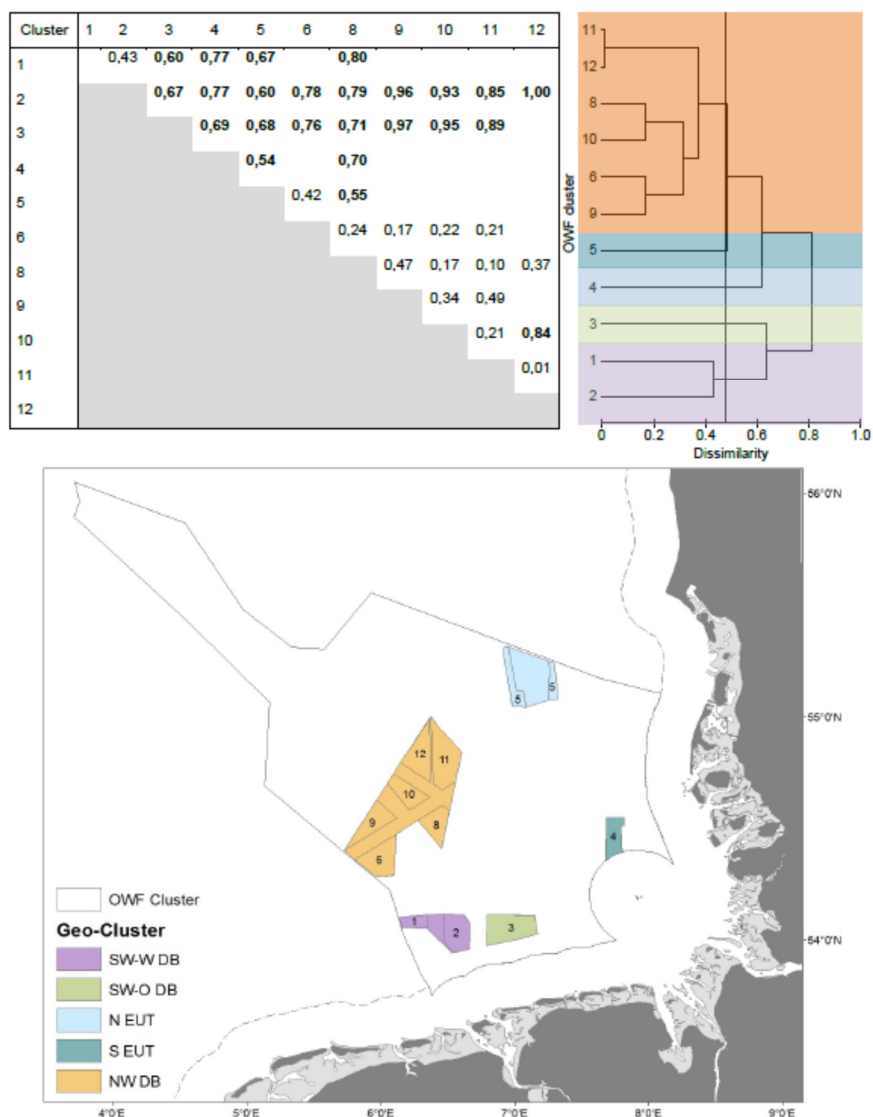 Cluster 1 2 3 4 5 6 8 9 10 11 12
1 0,43 0,60 0,77 0,67 0,80
2 0,67 0,77 0,60 0,78 0,79 0,96 0,93 0,85 1,00
3 0,69 0,68 0,76 0,71 0,97 0,95 0,89
4 0,54 0,70
5 0,42 0,55
6 0,24 0,17 0,22 0,21
8 0,47 0,17 0,10 0,37
9 0,34 0,49
10 0,21 0,84
11 0,01
12
OWF cluster
11
12
8
10
6
9
5
4
3
1
2
0 0.2 0.4 0.6 0.8 1.0
Dissimilarity
56°0'N
5
5
55°0'N
12 11
10
9 8
4
6
1 2 3
54°0'N
OWF Cluster
Geo-Cluster
SW-W DB
SW-O DB
N EUT
S EUT
NW DB
4°0'E 5°0'E 6°0'E 7°0'E 8°0'E 9°0'E